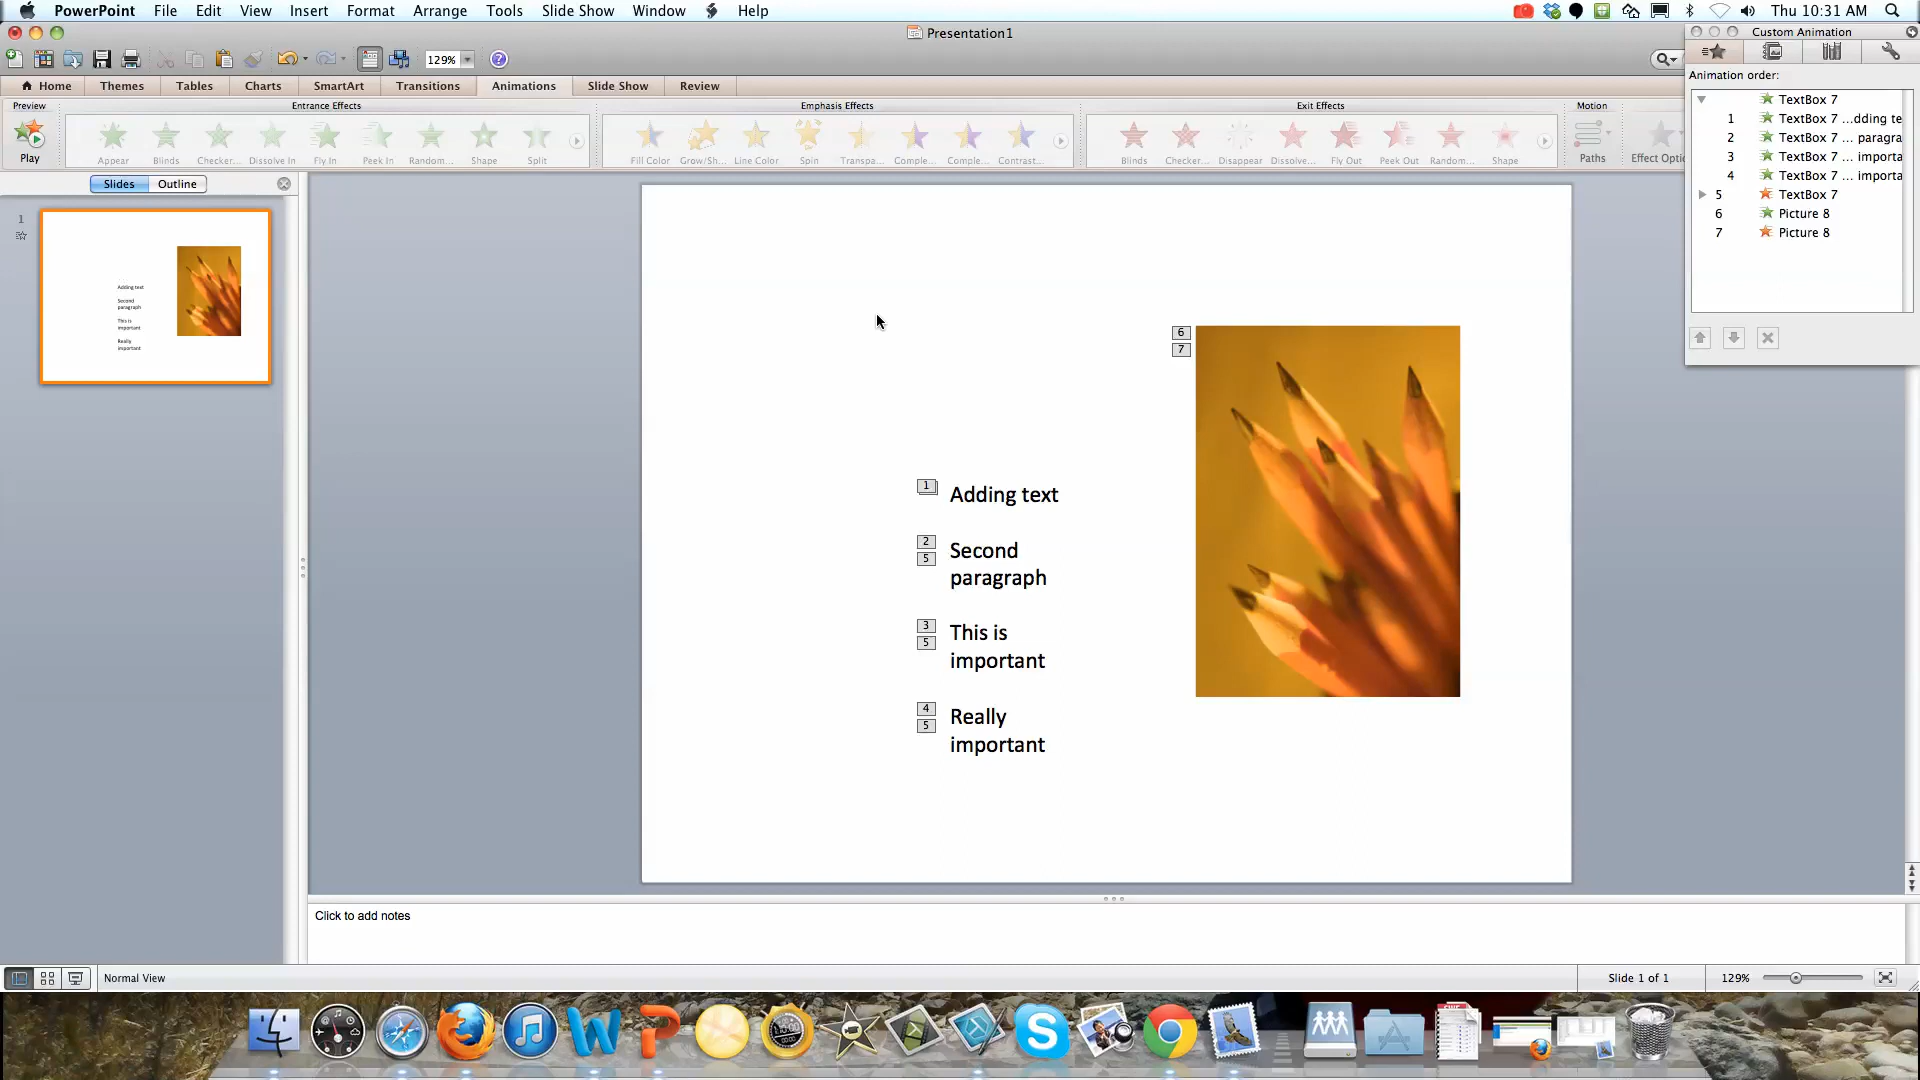 PowerPoint File Edit View Insert Format Arrange Tools Slide Show Window Help Thu 10:31 AM
Presentation1
Custom Animation
129%
Home Themes Tables Charts SmartArt Transitions Animations Slide Show Review
Animation order:
Preview Entrance Effects Emphasis Effects Exit Effects Motion
Play Appear Blinds Checker... Dissolve In Fly In Peek In Random... Shape Split Fill Color Grow/Sh... Line Color Spin Transpa... Comple... Comple... Contrast... Blinds Checker... Disappear Dissolve... Fly Out Peek Out Random... Shape Paths Effect Opti
TextBox 7
1 TextBox 7 ...dding te
2 TextBox 7 ... paragra
3 TextBox 7 ... importa
4 TextBox 7 ... importa
5 TextBox 7
6 Picture 8
7 Picture 8
Slides Outline
1
Adding text
Second
paragraph
This is
important
Really
important
6
7
1 Adding text
2 Second
5 paragraph
3 This is
5 important
4 Really
5 important
Click to add notes
Normal View Slide 1 of 1 129%